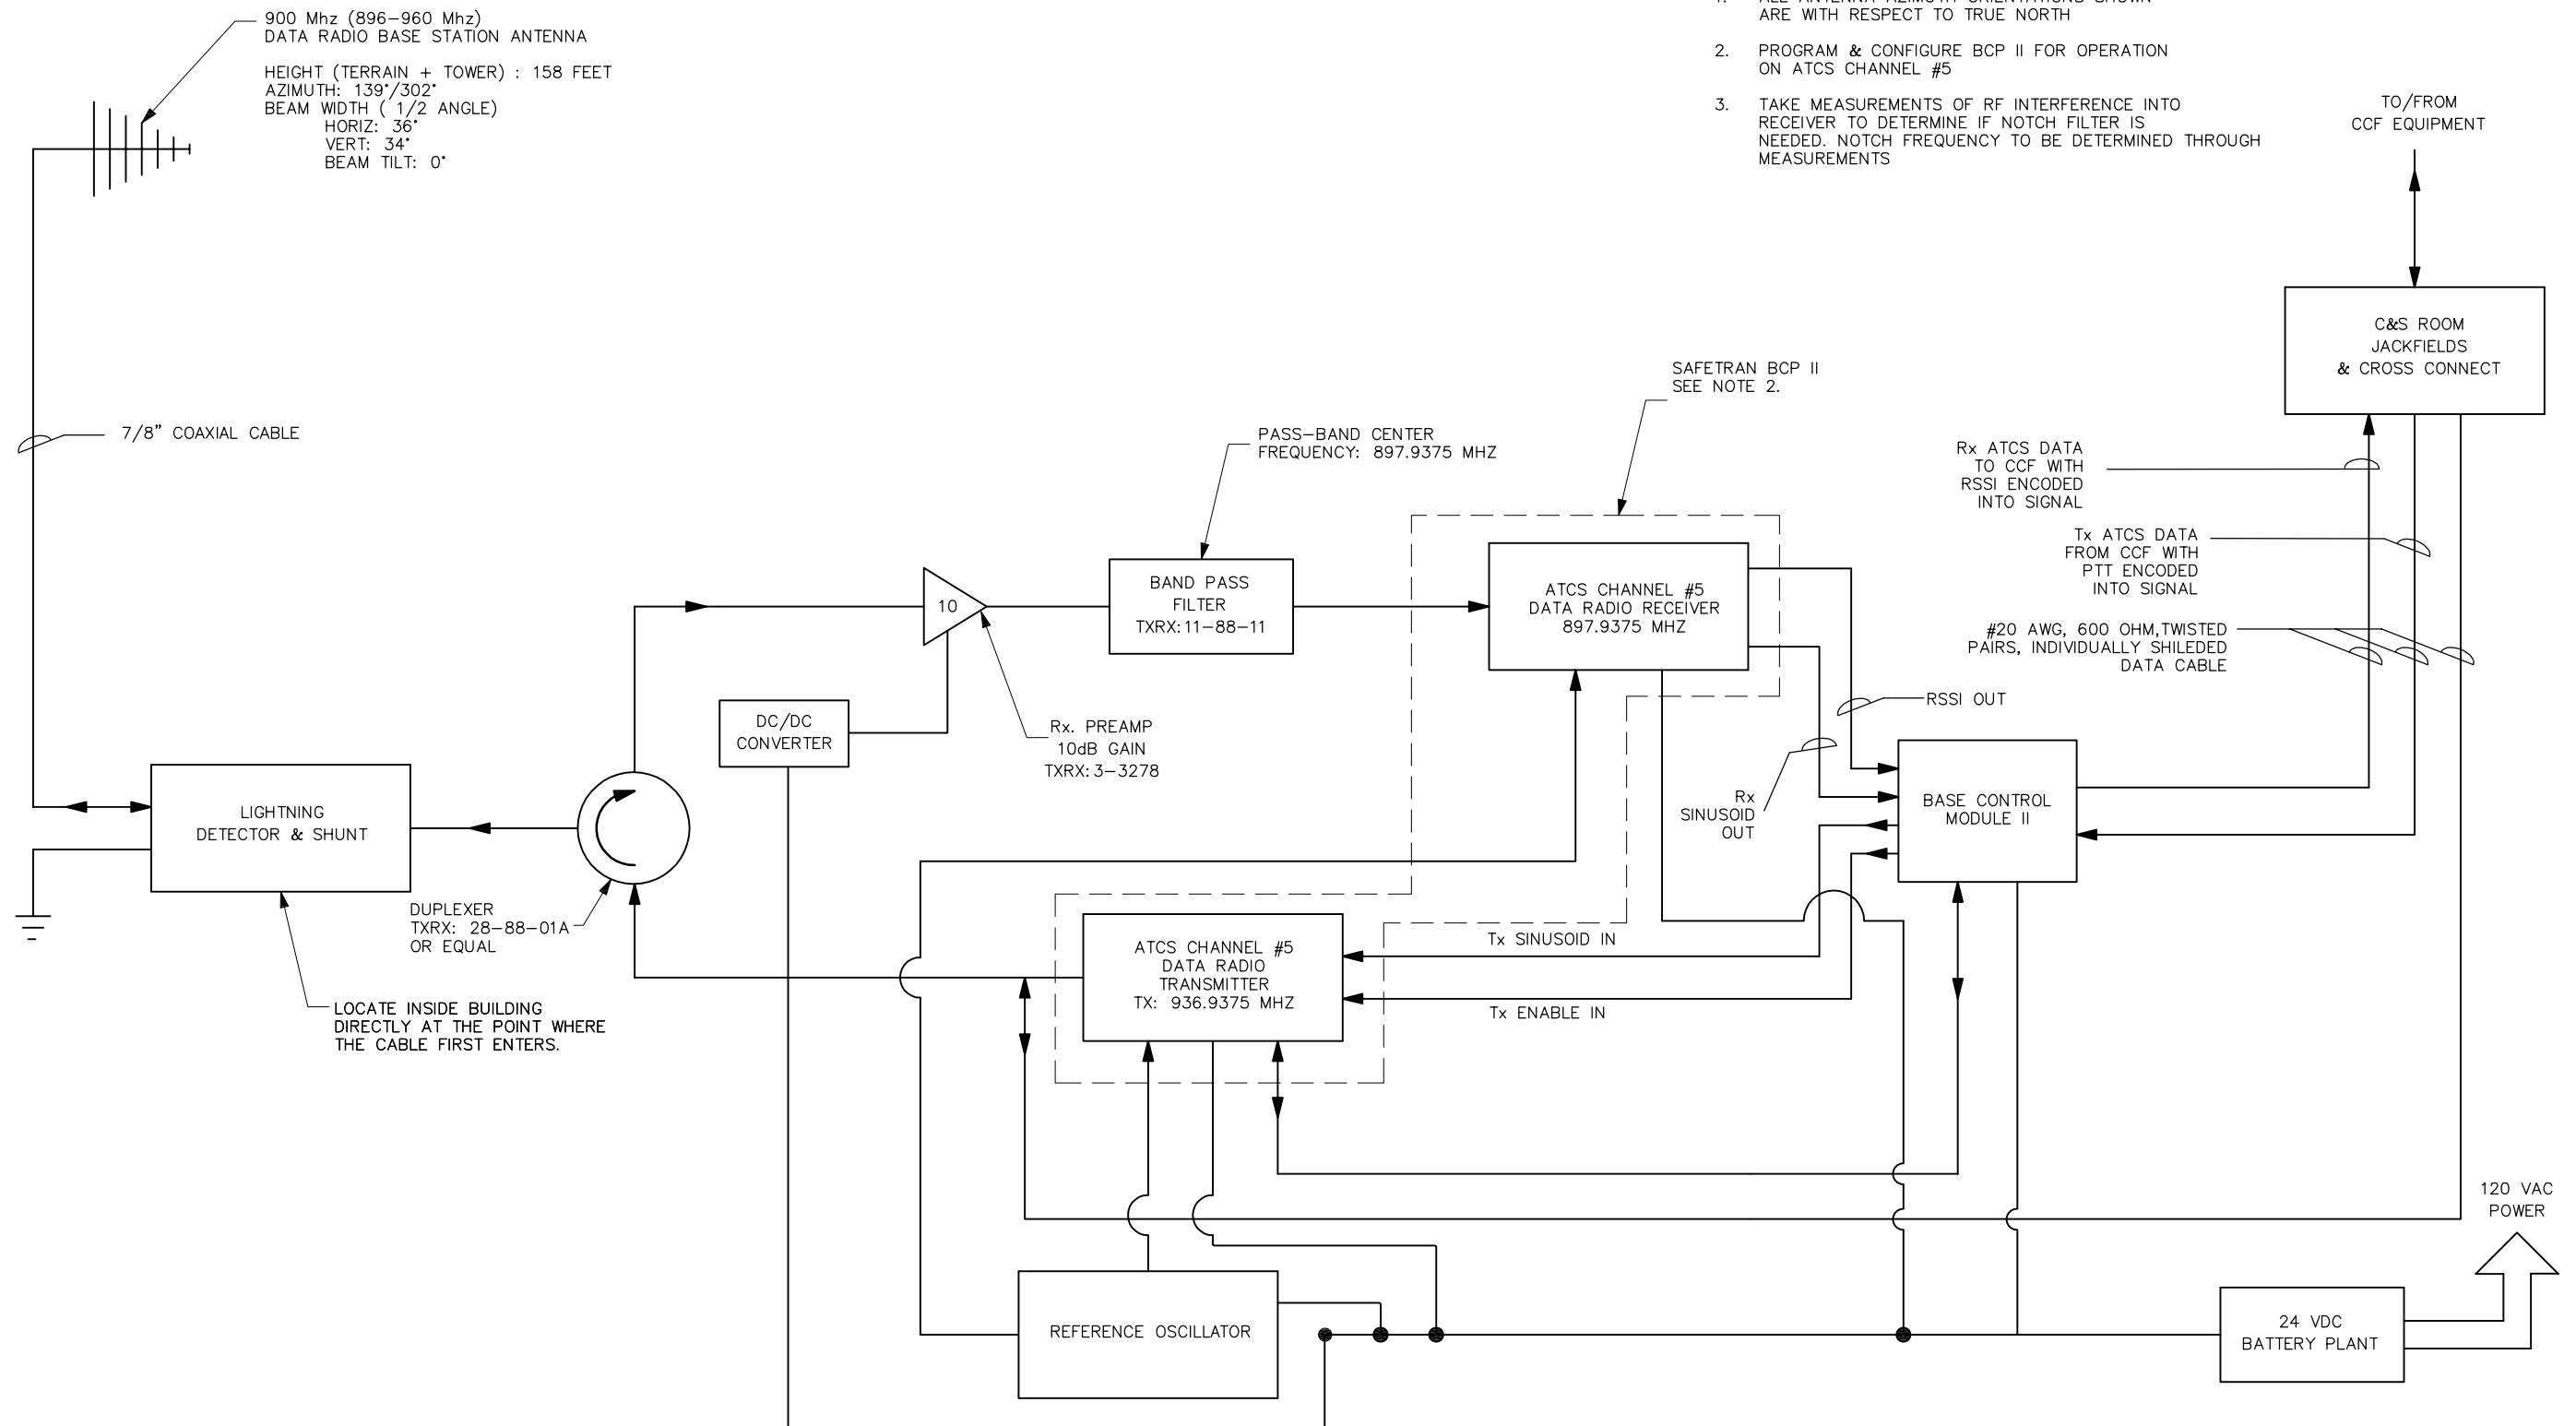 900 Mhz (896-960 Mhz)
DATA RADIO BASE STATION ANTENNA
HEIGHT (TERRAIN + TOWER) : 158 FEET
AZIMUTH: 139°/302°
BEAM WIDTH ( 1/2 ANGLE)
HORIZ: 36°
VERT: 34°
BEAM TILT: 0°
ARE WITH RESPECT TO TRUE NORTH
2. PROGRAM & CONFIGURE BCP II FOR OPERATION
ON ATCS CHANNEL #5
3. TAKE MEASUREMENTS OF RF INTERFERENCE INTO
RECEIVER TO DETERMINE IF NOTCH FILTER IS
NEEDED. NOTCH FREQUENCY TO BE DETERMINED THROUGH
MEASUREMENTS
TO/FROM
CCF EQUIPMENT
C&S ROOM
JACKFIELDS
& CROSS CONNECT
SAFETRAN BCP II
SEE NOTE 2.
7/8" COAXIAL CABLE
PASS-BAND CENTER
FREQUENCY: 897.9375 MHZ
Rx ATCS DATA
TO CCF WITH
RSSI ENCODED
INTO SIGNAL
Tx ATCS DATA
FROM CCF WITH
PTT ENCODED
INTO SIGNAL
#20 AWG, 600 OHM,TWISTED
PAIRS, INDIVIDUALLY SHILEDED
DATA CABLE
10
BAND PASS
FILTER
TXRX:11-88-11
ATCS CHANNEL #5
DATA RADIO RECEIVER
897.9375 MHZ
RSSI OUT
DC/DC
CONVERTER
Rx. PREAMP
10dB GAIN
TXRX:3-3278
Rx
SINUSOID
OUT
BASE CONTROL
MODULE II
LIGHTNING
DETECTOR & SHUNT
DUPLEXER
TXRX: 28-88-01A
OR EQUAL
LOCATE INSIDE BUILDING
DIRECTLY AT THE POINT WHERE
THE CABLE FIRST ENTERS.
ATCS CHANNEL #5
DATA RADIO
TRANSMITTER
TX: 936.9375 MHZ
Tx SINUSOID IN
Tx ENABLE IN
120 VAC
POWER
REFERENCE OSCILLATOR
24 VDC
BATTERY PLANT